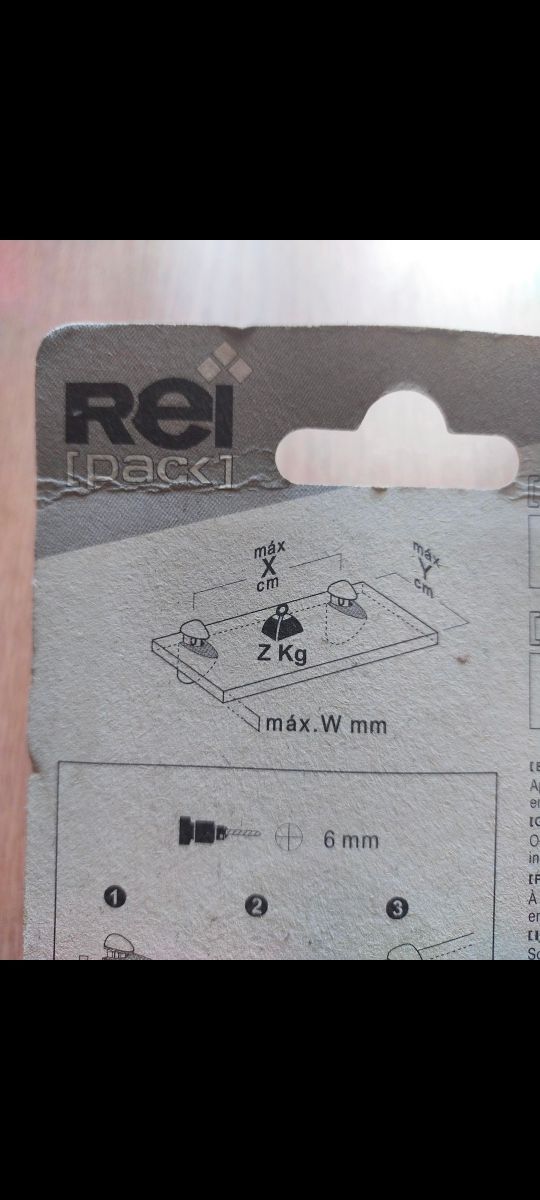 Rei
[pack]
máx
X
cm
máx
Y
cm
Z Kg
máx.W mm
6 mm
1
2
3
À